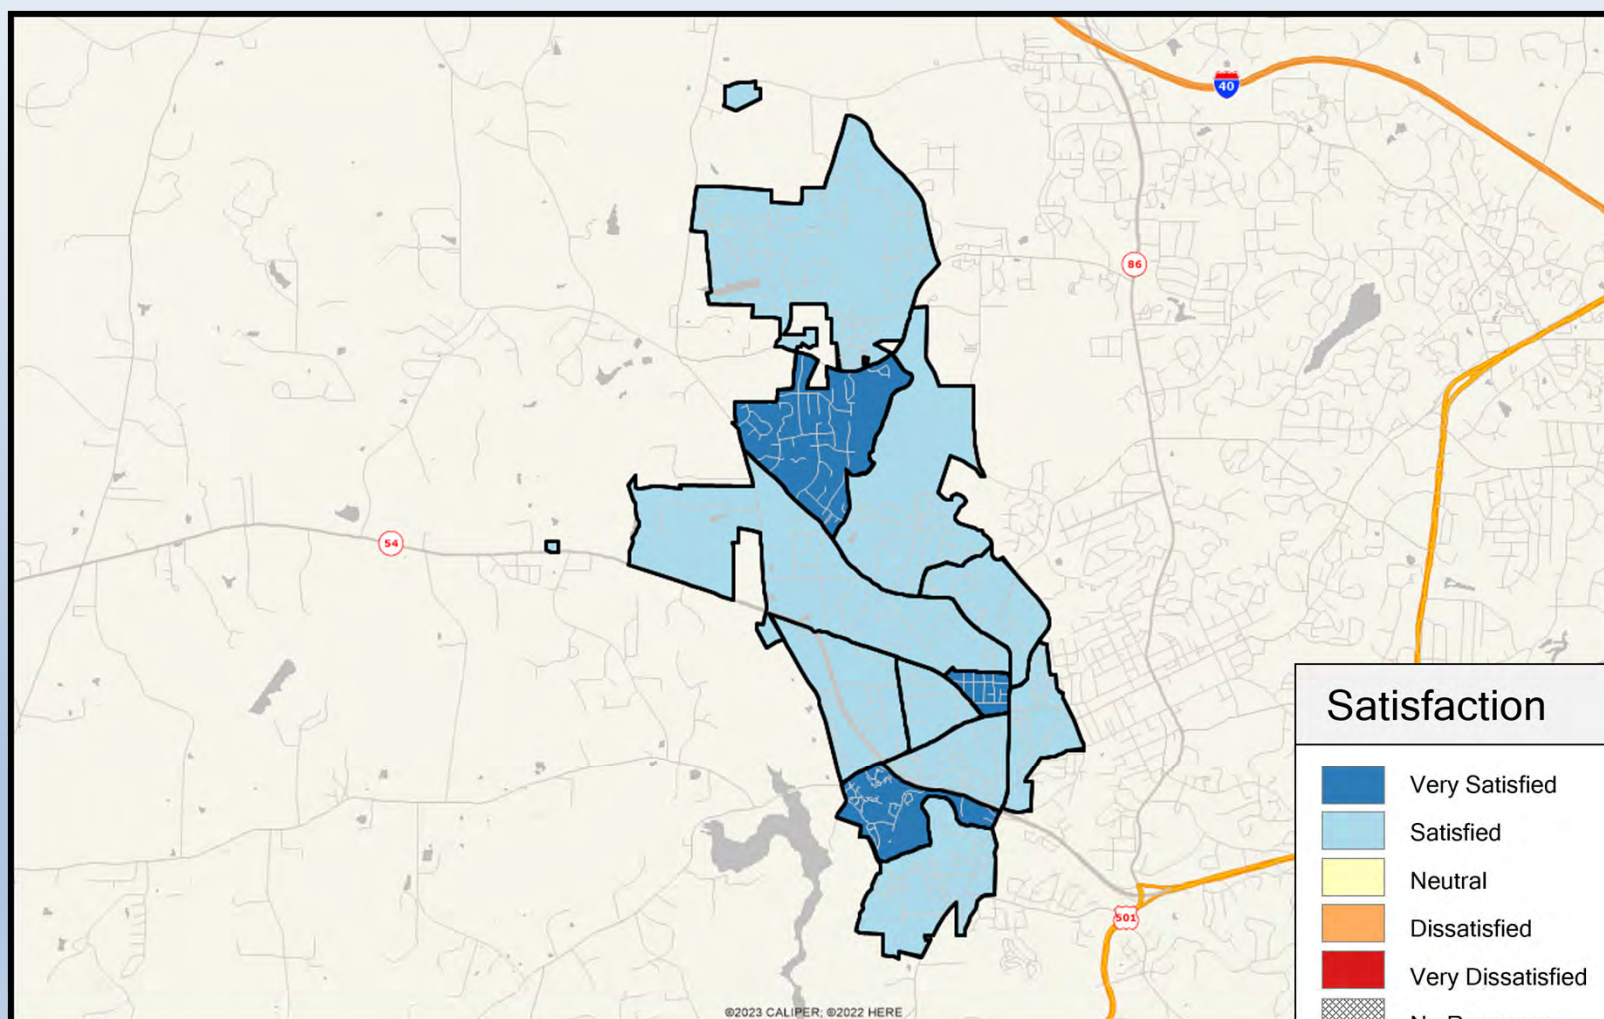 40
86
54
Satisfaction
Very Satisfied
Satisfied
Neutral
Dissatisfied
Very Dissatisfied
501
©2023 CALIPER; ©2022 HERE